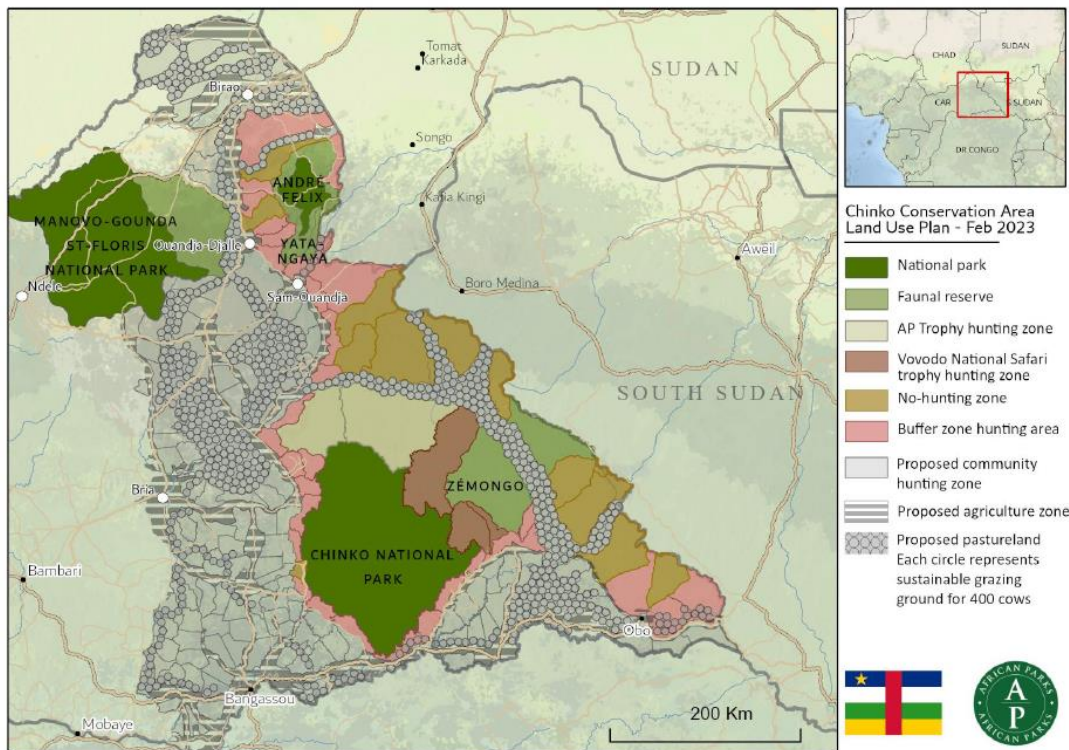 Tomat
Karkada
SUDAN
Birao
Songo
ANDRÉ-
FELIX
Kafia Kingi
MANOVO-GOUNDA
ST-FLORIS
NATIONAL PARK
Ouandja-Djalle
YATA-
NGAYA
Aweil
Ndele
Sam-Ouandja
Boro Medina
SOUTH SUDAN
Bria
ZÉMONGO
CHINKO NATIONAL
PARK
Bambari
Obo
Bangassou
Mobaye
200 Km
CHAD
SUDAN
CAR
S SUDAN
DR CONGO
Chinko Conservation Area
Land Use Plan - Feb 2023
National park
Faunal reserve
AP Trophy hunting zone
Vovodo National Safari
trophy hunting zone
No-hunting zone
Buffer zone hunting area
Proposed community
hunting zone
Proposed agriculture zone
Proposed pastureland
Each circle represents
sustainable grazing
ground for 400 cows
AFRICAN PARKS
A
P
AFRICAN PARKS